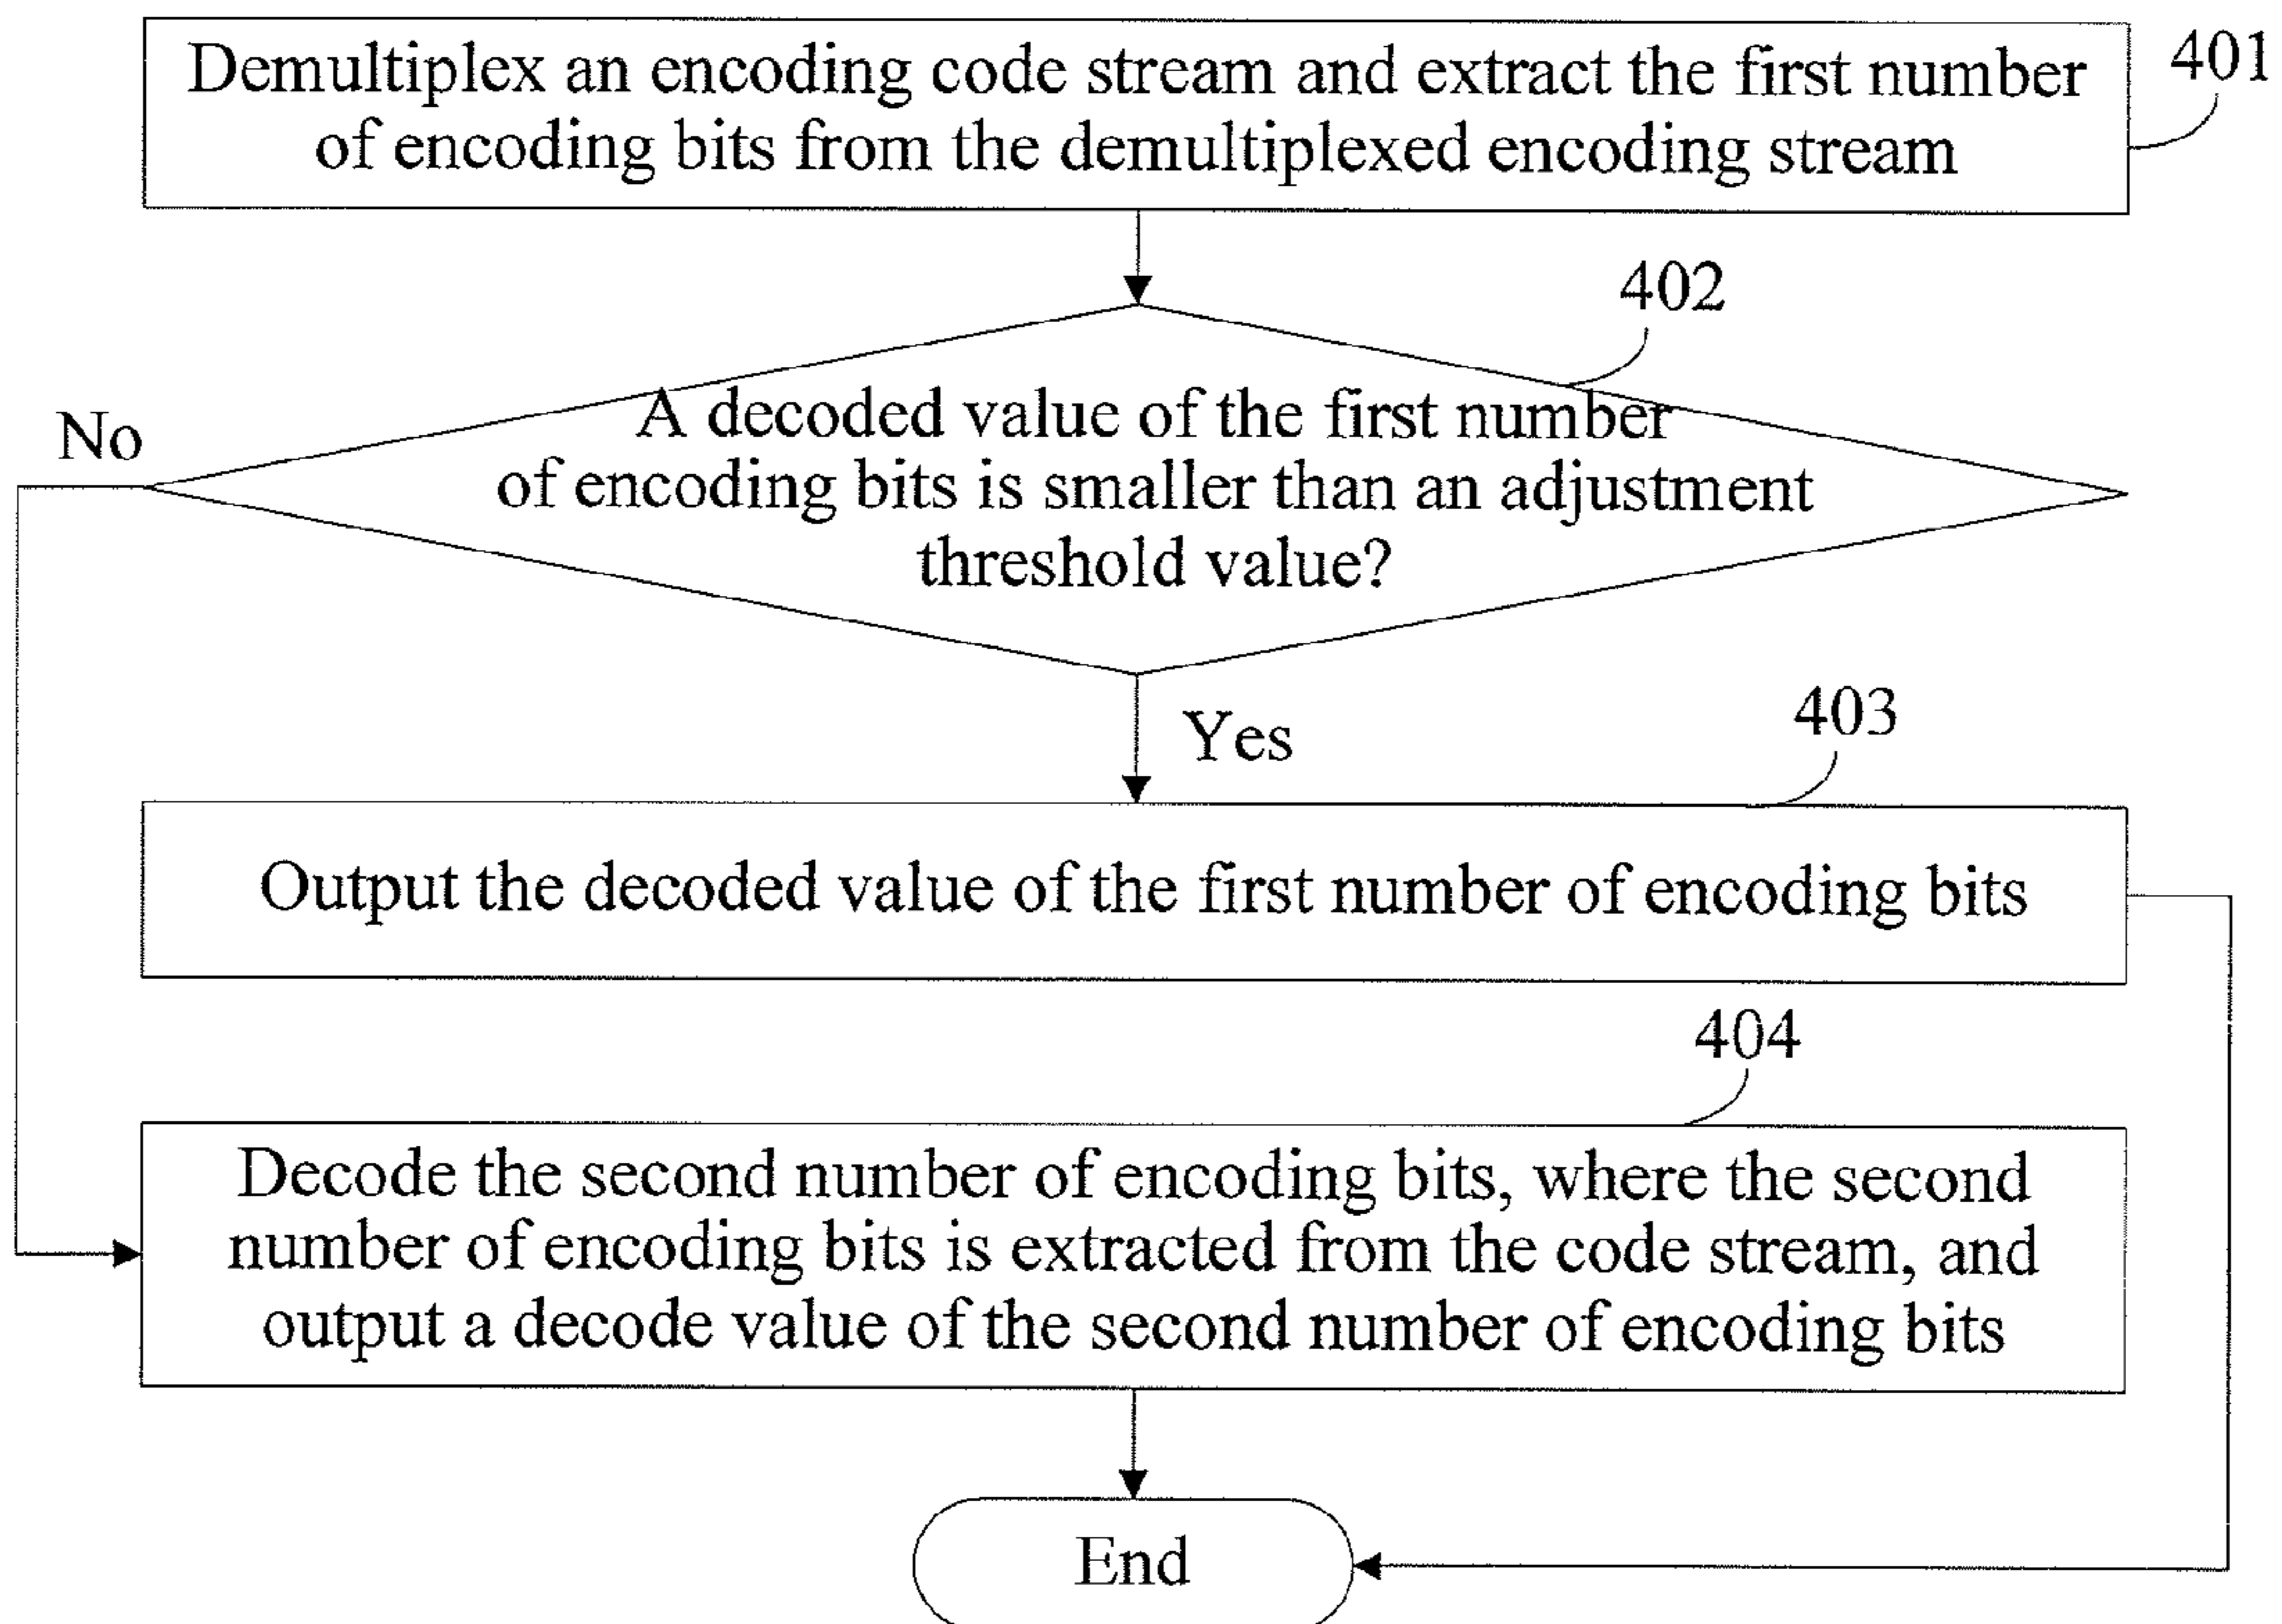 Demultiplex an encoding code stream and extract the first number
of encoding bits from the demultiplexed encoding stream
401
402
A decoded value of the first number
of encoding bits is smaller than an adjustment
threshold value?
No
Yes
403
Output the decoded value of the first number of encoding bits
404
Decode the second number of encoding bits, where the second
number of encoding bits is extracted from the code stream, and
output a decode value of the second number of encoding bits
End